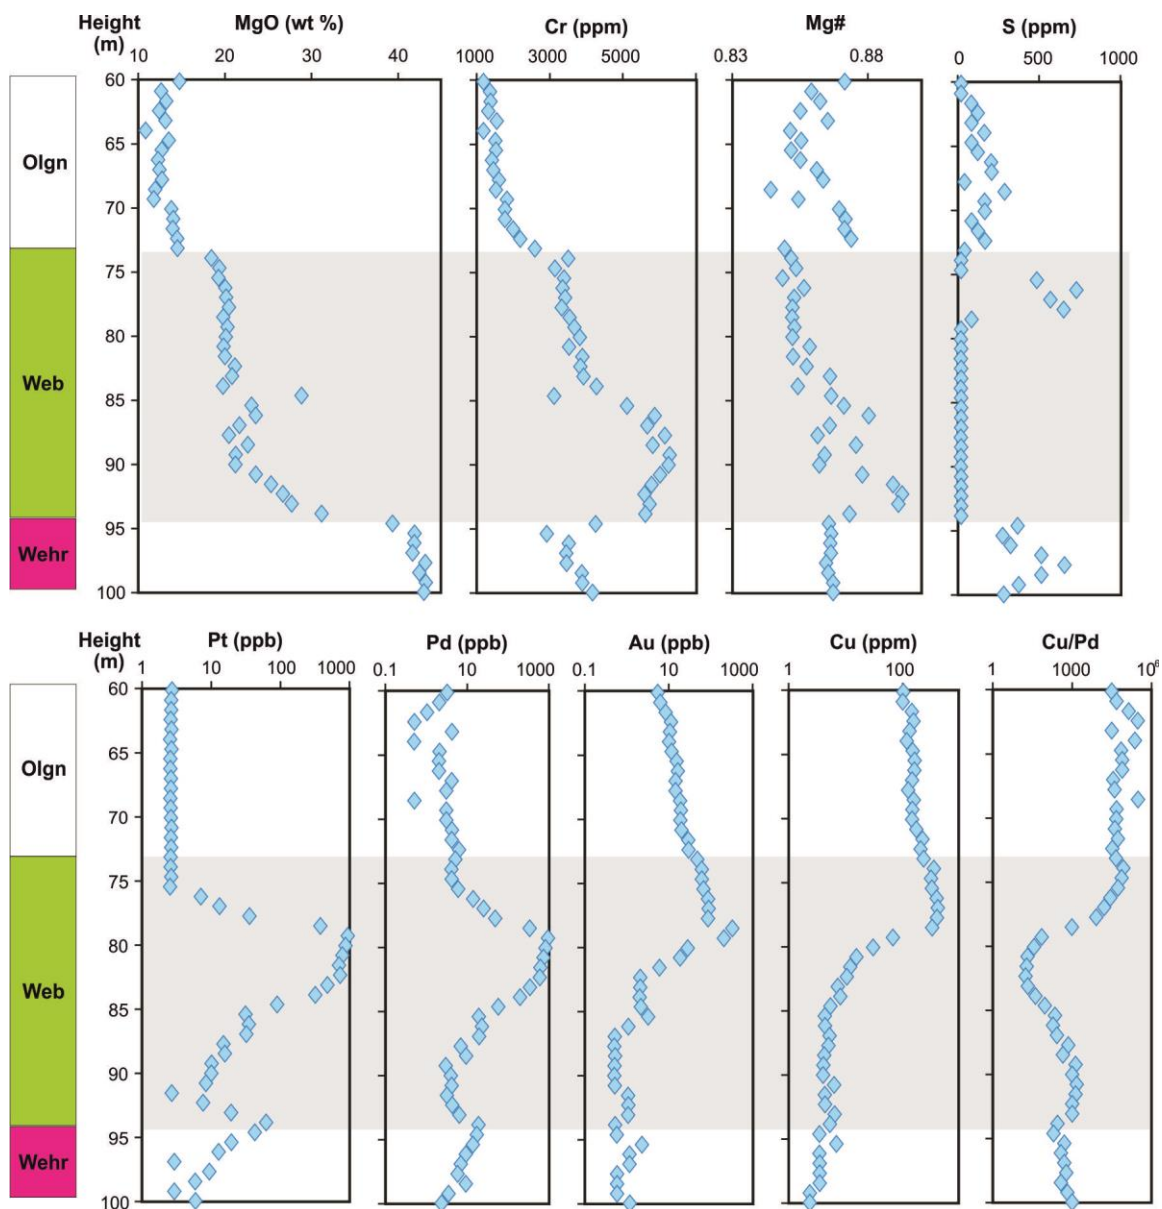 Height (m) MgO (wt %) Cr (ppm) Mg# S (ppm)
10 20 30 40 1000 3000 5000 0.83 0.88 0 500 1000
60
65
Olgn
70
75
80
Web
85
90
95
Wehr
100
Height (m) Pt (ppb) Pd (ppb) Au (ppb) Cu (ppm) Cu/Pd
1 10 100 1000 0.1 10 1000 0.1 10 1000 1 100 1 1000 10⁶
60
65
Olgn
70
75
80
Web
85
90
95
Wehr
100